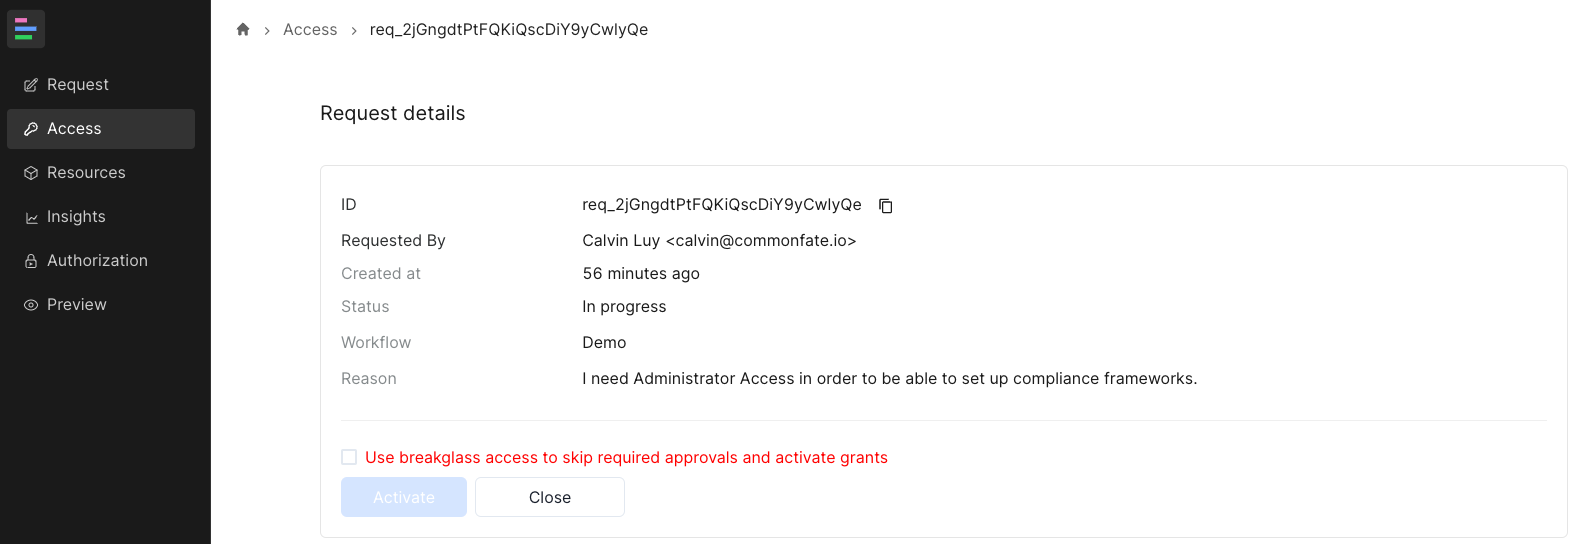 Access
req_2jGngdtPtFQKiQscDiY9yCwlyQe
Request
Access
Resources
Insights
Authorization
Preview
Request details
ID req_2jGngdtPtFQKiQscDiY9yCwlyQe
Requested By Calvin Luy <calvin@commonfate.io>
Created at 56 minutes ago
Status In progress
Workflow Demo
Reason I need Administrator Access in order to be able to set up compliance frameworks.
Use breakglass access to skip required approvals and activate grants
Activate Close